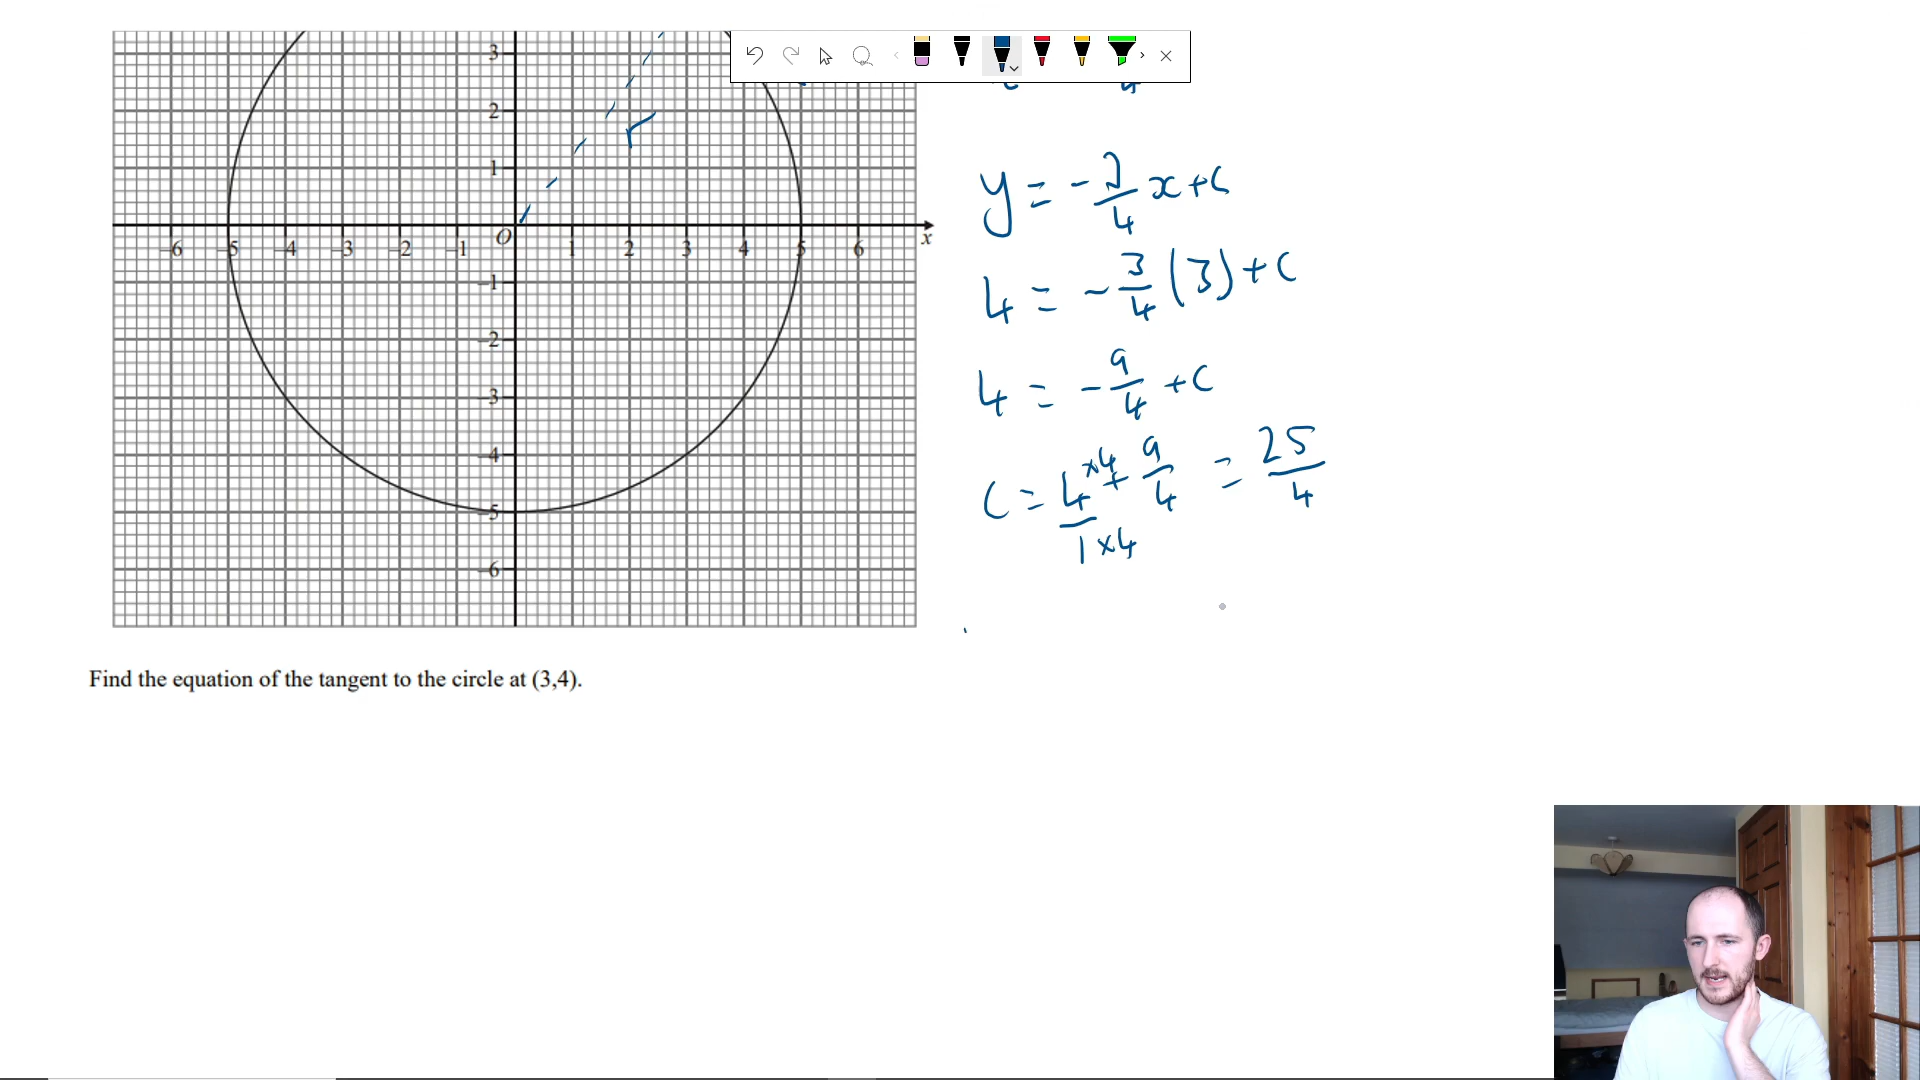 3
2
r
1
O
-6 -5 -4 -3 -2 -1 1 2 3 4 5 6 x
-1
-2
-3
-4
-5
-6
y = -3/4 x + c
4 = -3/4 (3) + c
4 = -9/4 + c
c = 4×4/1×4 + 9/4 = 25/4
Find the equation of the tangent to the circle at (3,4).